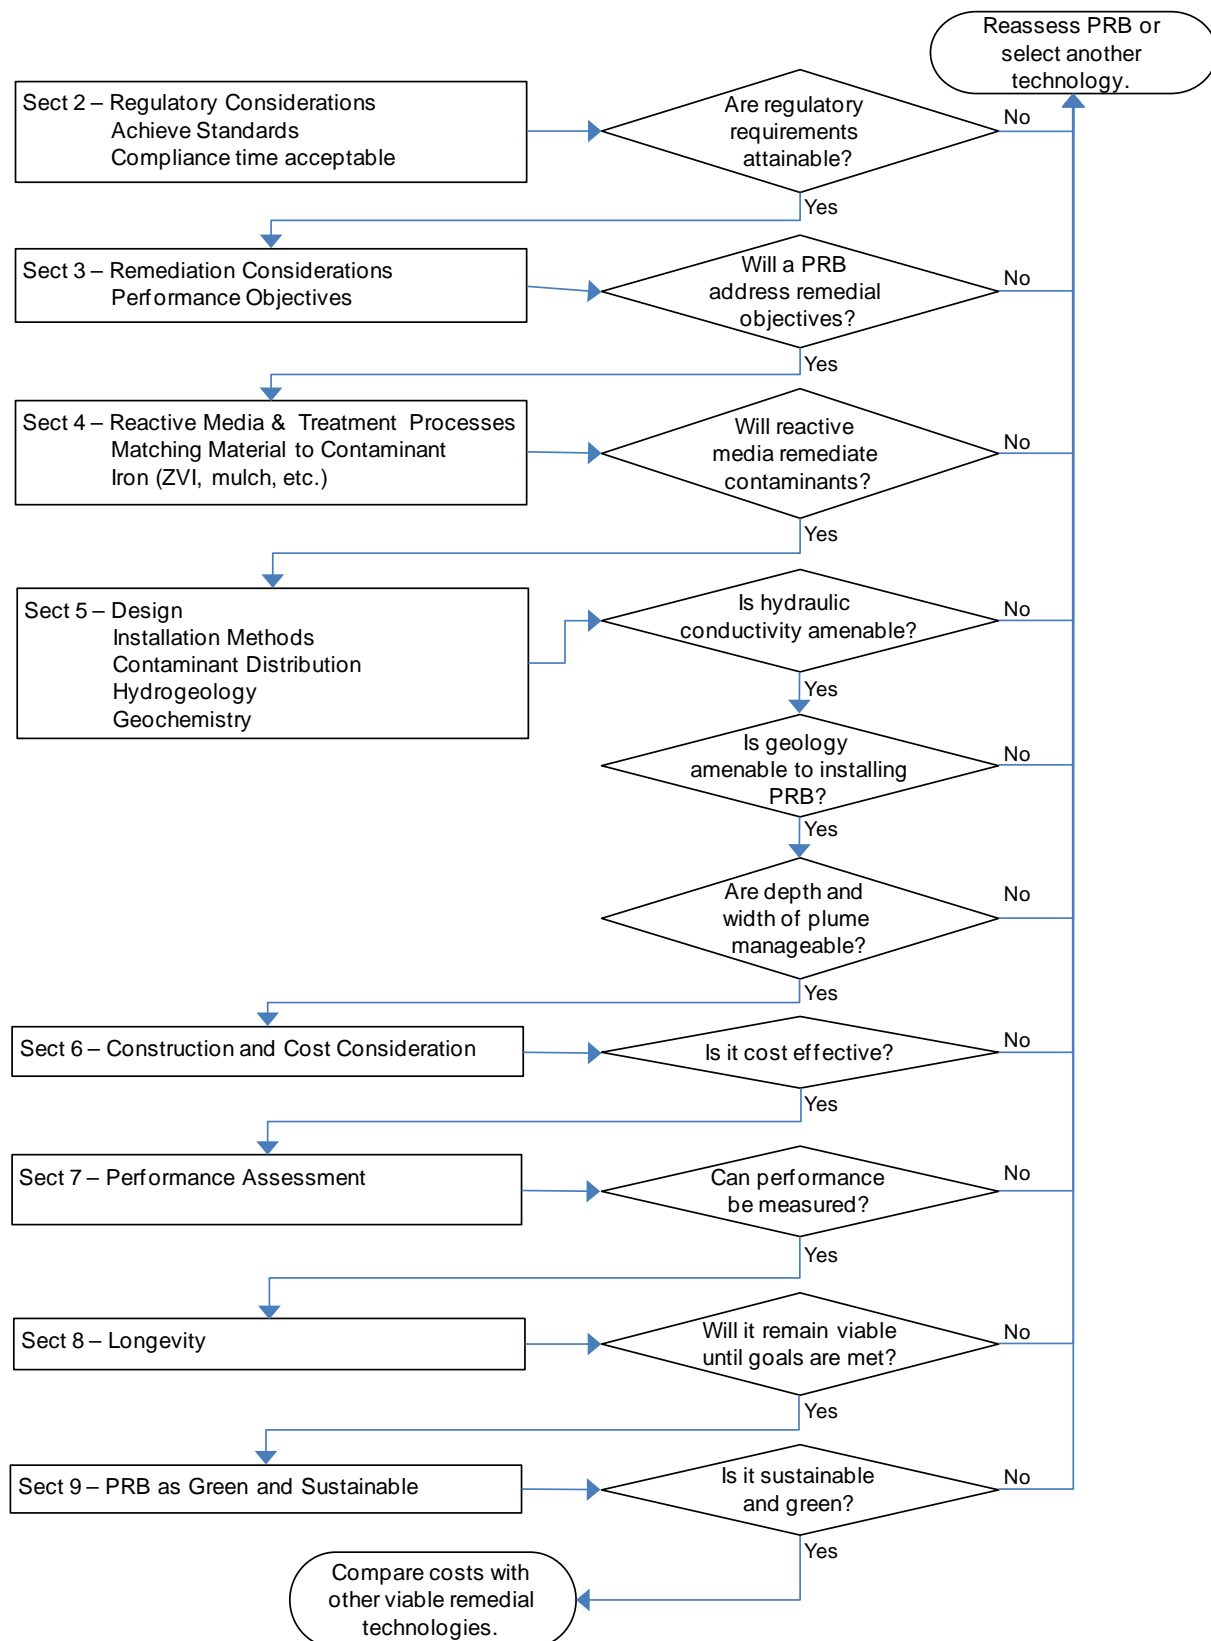 Reassess PRB or
select another
technology.
Sect 2 – Regulatory Considerations
Achieve Standards
Compliance time acceptable
Are regulatory
requirements
attainable?
No
Yes
Sect 3 – Remediation Considerations
Performance Objectives
Will a PRB
address remedial
objectives?
No
Yes
Sect 4 – Reactive Media & Treatment Processes
Matching Material to Contaminant
Iron (ZVI, mulch, etc.)
Will reactive
media remediate
contaminants?
No
Yes
Sect 5 – Design
Installation Methods
Contaminant Distribution
Hydrogeology
Geochemistry
Is hydraulic
conductivity amenable?
No
Yes
Is geology
amenable to installing
PRB?
No
Yes
Are depth and
width of plume
manageable?
No
Yes
Sect 6 – Construction and Cost Consideration
Is it cost effective?
No
Yes
Sect 7 – Performance Assessment
Can performance
be measured?
No
Yes
Sect 8 – Longevity
Will it remain viable
until goals are met?
No
Yes
Sect 9 – PRB as Green and Sustainable
Is it sustainable
and green?
No
Yes
Compare costs with
other viable remedial
technologies.